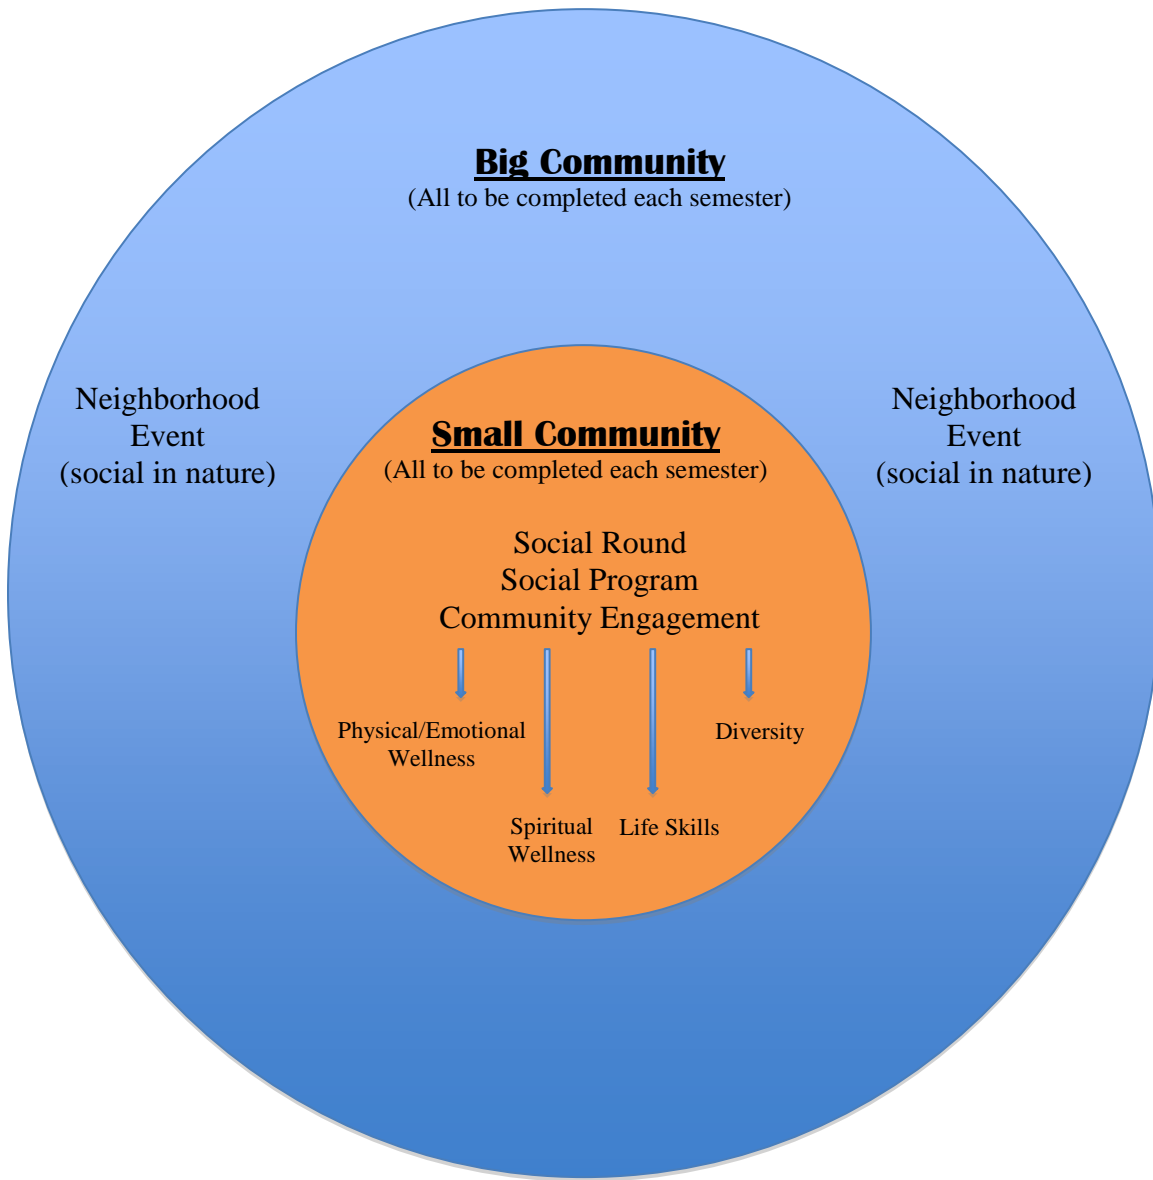 Big Community
(All to be completed each semester)
Neighborhood
Event
(social in nature)
Neighborhood
Event
(social in nature)
Small Community
(All to be completed each semester)
Social Round
Social Program
Community Engagement
Physical/Emotional
Wellness
Diversity
Spiritual
Wellness
Life Skills